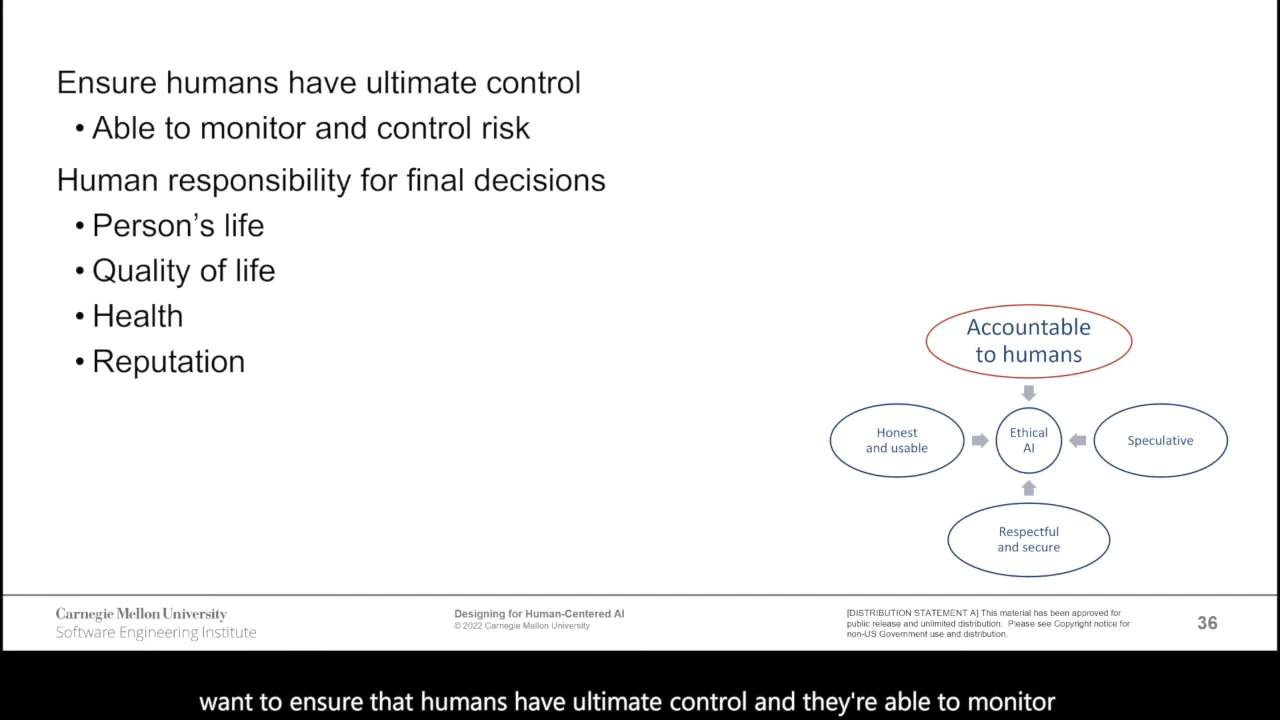 Ensure humans have ultimate control
• Able to monitor and control risk
Human responsibility for final decisions
• Person’s life
• Quality of life
• Health
• Reputation
Accountable
to humans
Honest
and usable
Ethical
AI
Speculative
Respectful
and secure
Carnegie Mellon University
Software Engineering Institute
Designing for Human-Centered AI
© 2022 Carnegie Mellon University
[DISTRIBUTION STATEMENT A] This material has been approved for
public release and unlimited distribution. Please see Copyright notice for
non-US Government use and distribution.
36
want to ensure that humans have ultimate control and they're able to monitor